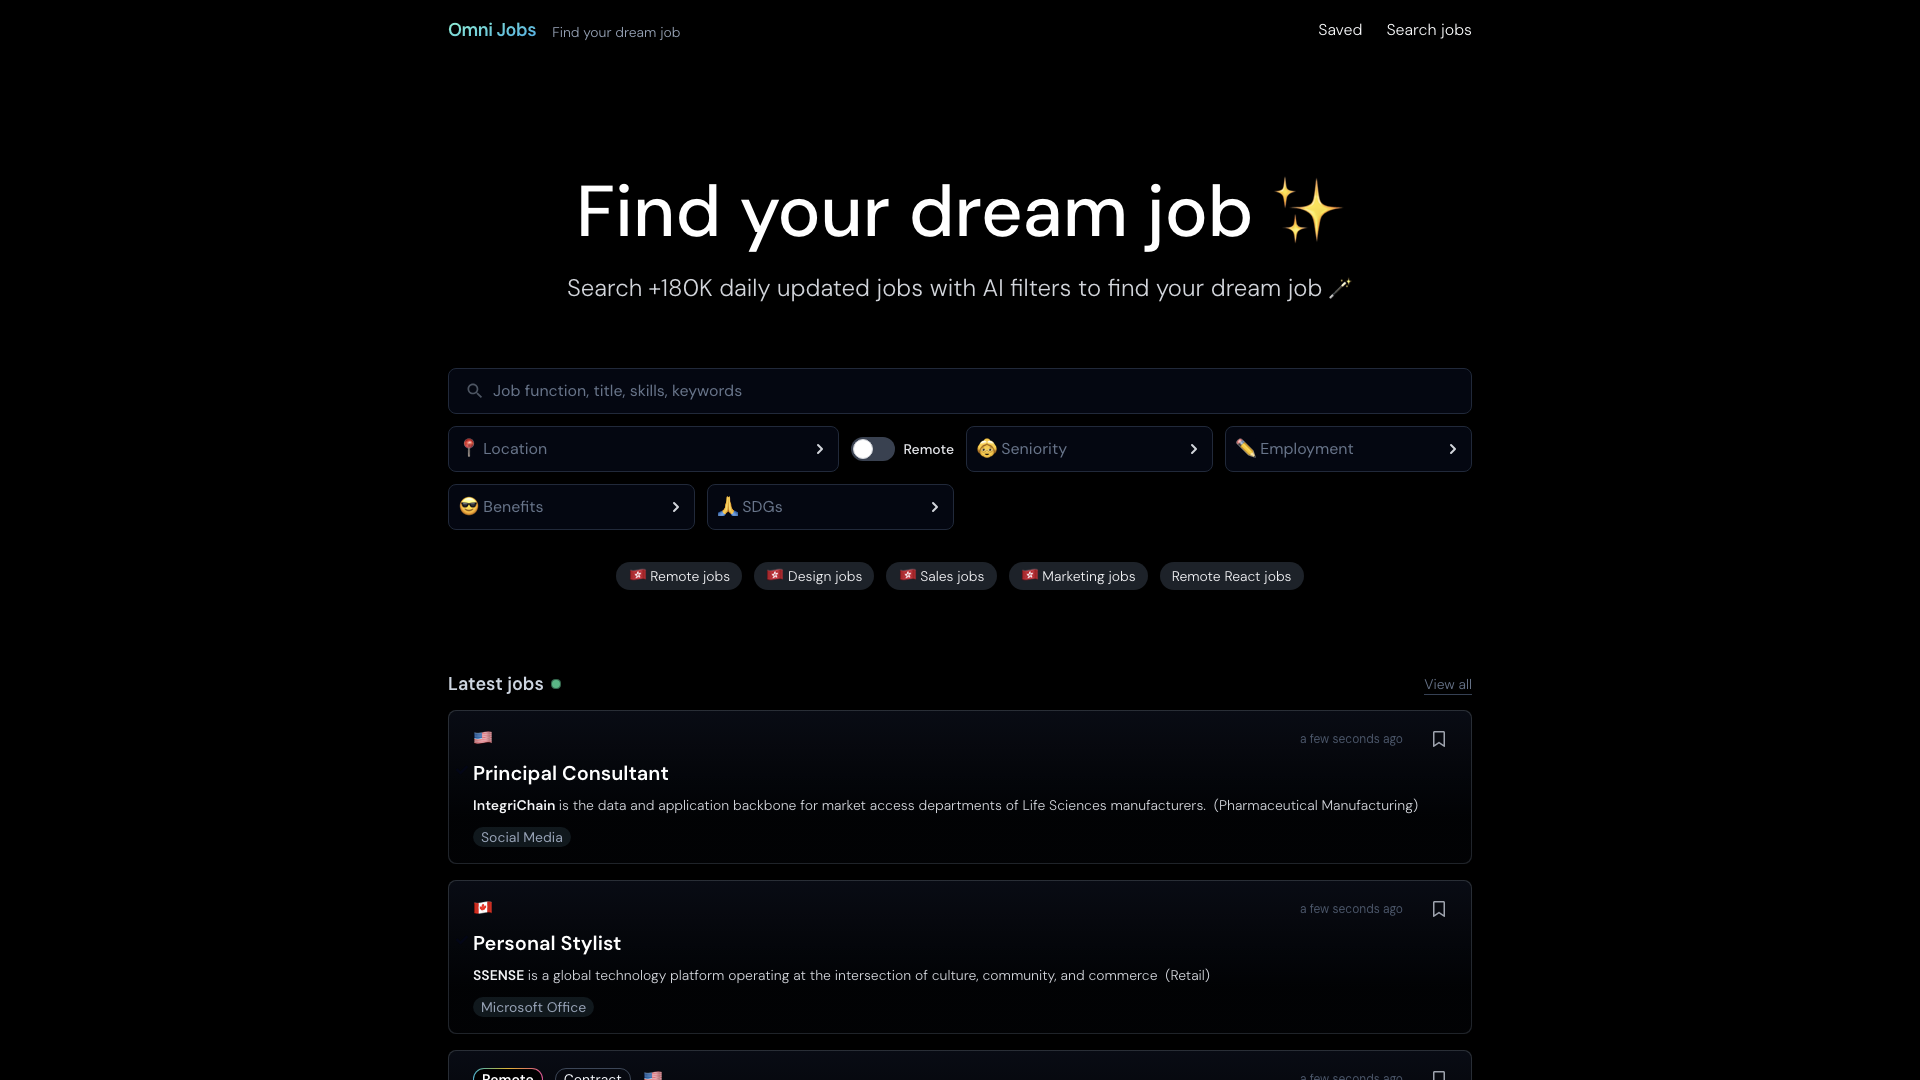 Omni Jobs Find your dream job Saved Search jobs
Find your dream job ✨
Search +180K daily updated jobs with AI filters to find your dream job 🪄
Job function, title, skills, keywords
📍 Location Remote 👵 Seniority ✏️ Employment
😎 Benefits 🙏 SDGs
🇭🇰 Remote jobs 🇭🇰 Design jobs 🇭🇰 Sales jobs 🇭🇰 Marketing jobs Remote React jobs
Latest jobs View all
🇺🇸 a few seconds ago
Principal Consultant
IntegriChain is the data and application backbone for market access departments of Life Sciences manufacturers. (Pharmaceutical Manufacturing)
Social Media
🇨🇦 a few seconds ago
Personal Stylist
SSENSE is a global technology platform operating at the intersection of culture, community, and commerce (Retail)
Microsoft Office
Remote Contract 🇺🇸 a few seconds ago